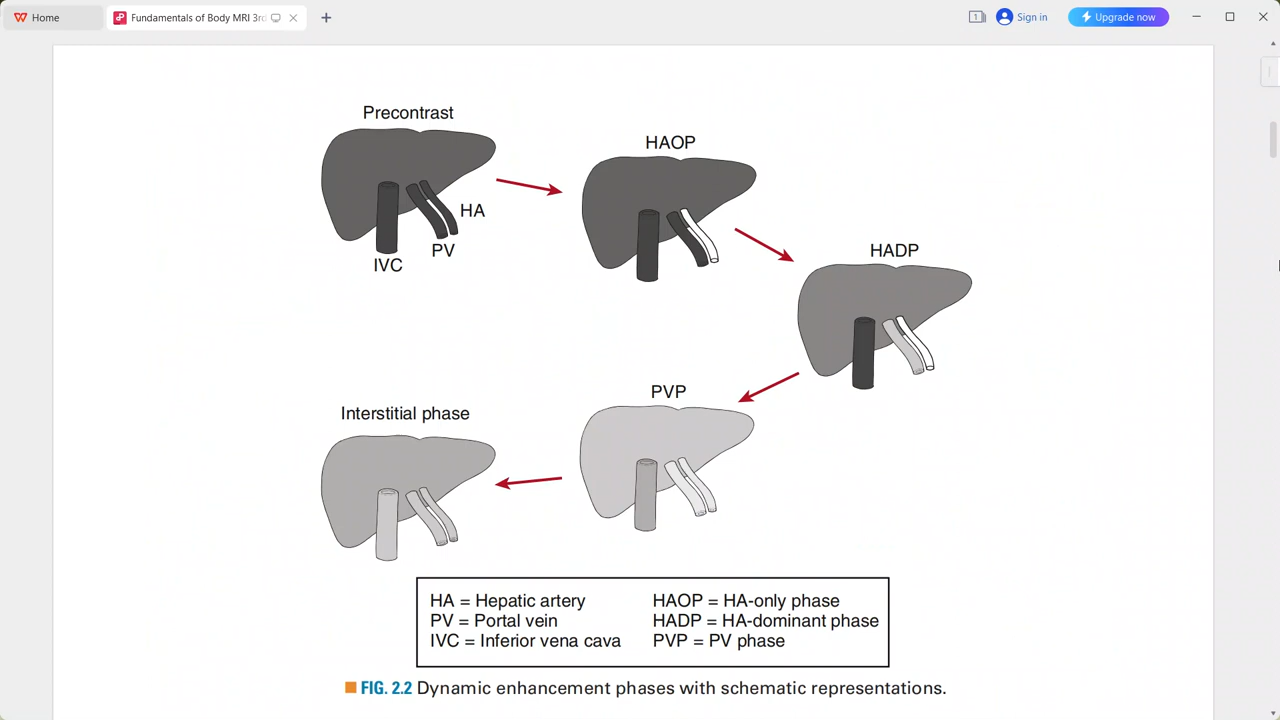 Home
Fundamentals of Body MRI 3rd
1
Sign in
Upgrade now
Precontrast
HAOP
HA
PV
IVC
HADP
PVP
Interstitial phase
HA = Hepatic artery
PV = Portal vein
IVC = Inferior vena cava
HAOP = HA-only phase
HADP = HA-dominant phase
PVP = PV phase
FIG. 2.2 Dynamic enhancement phases with schematic representations.